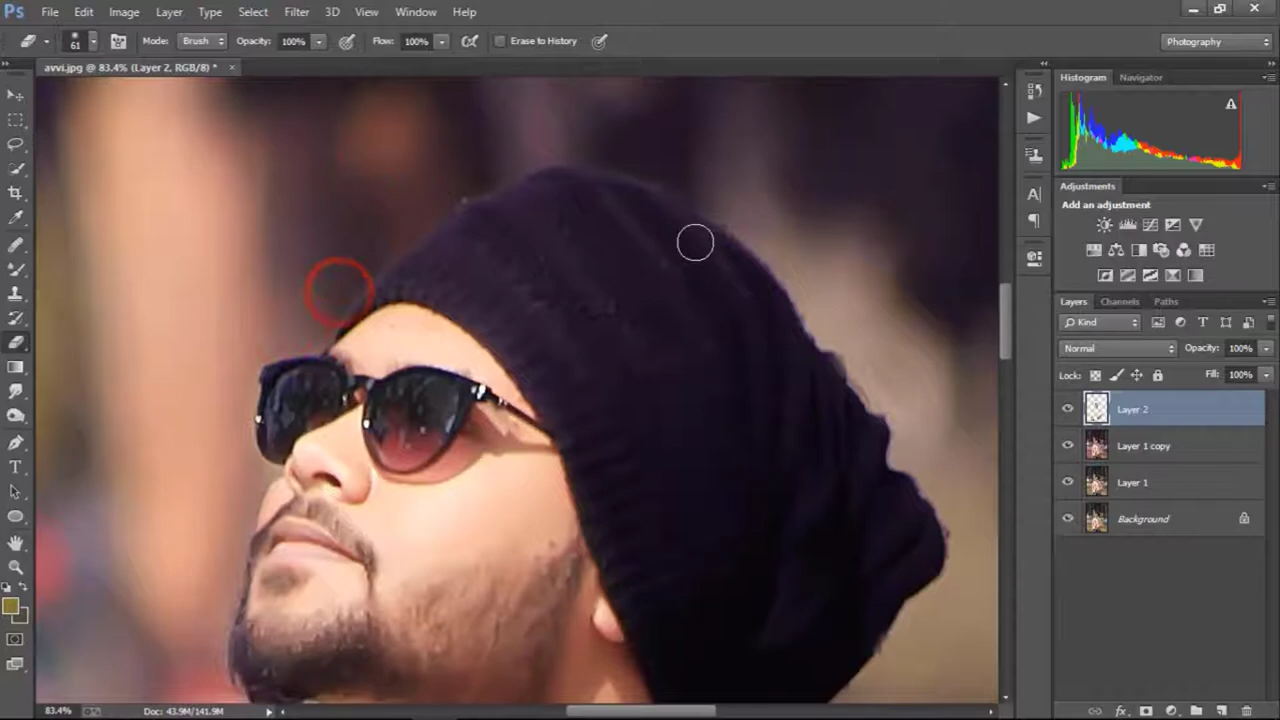 Ps File Edit Image Layer Type Select Filter 3D View Window Help
61 Mode: Brush Opacity: 100% Flow: 100% Erase to History Photography
avvi.jpg @ 83.4% (Layer 2, RGB/8) * ×
Histogram Navigator
Adjustments
Add an adjustment
Layers Channels Paths
Kind
Normal Opacity: 100%
Lock: Fill: 100%
Layer 2
Layer 1 copy
Layer 1
Background
83.4% Doc: 43.9M/141.9M